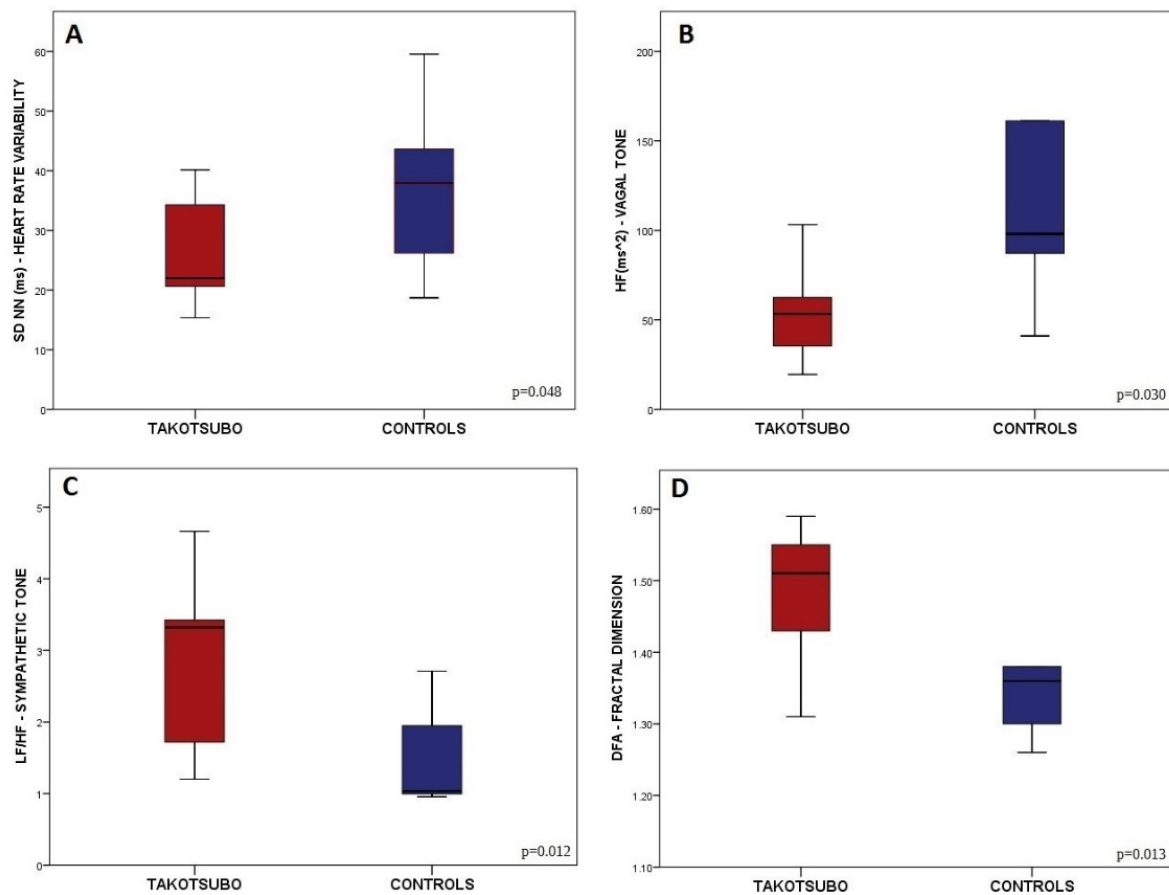 A
SD NN (ms) - HEART RATE VARIABILITY
60
50
40
30
20
10
0
p=0.048
TAKOTSUBO CONTROLS
B
HF(ms^2) - VAGAL TONE
200
150
100
50
0
p=0.030
TAKOTSUBO CONTROLS
C
LF/HF - SYMPATHETIC TONE
5
4
3
2
1
0
p=0.012
TAKOTSUBO CONTROLS
D
DFA - FRACTAL DIMENSION
1.60
1.50
1.40
1.30
1.20
1.10
p=0.013
TAKOTSUBO CONTROLS